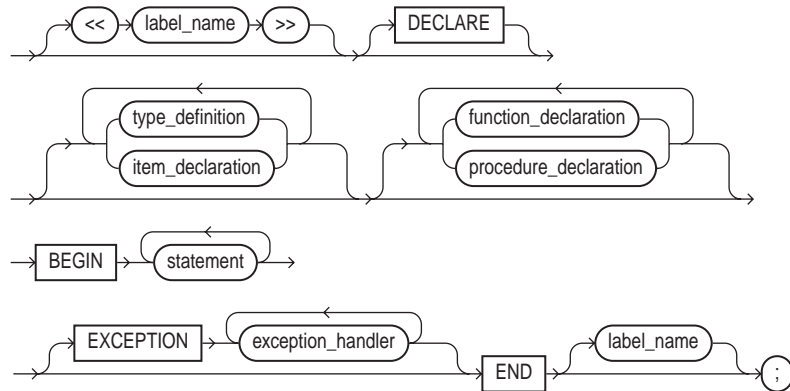 << label_name >> DECLARE
type_definition function_declaration
item_declaration procedure_declaration
BEGIN statement
EXCEPTION exception_handler label_name
END ;